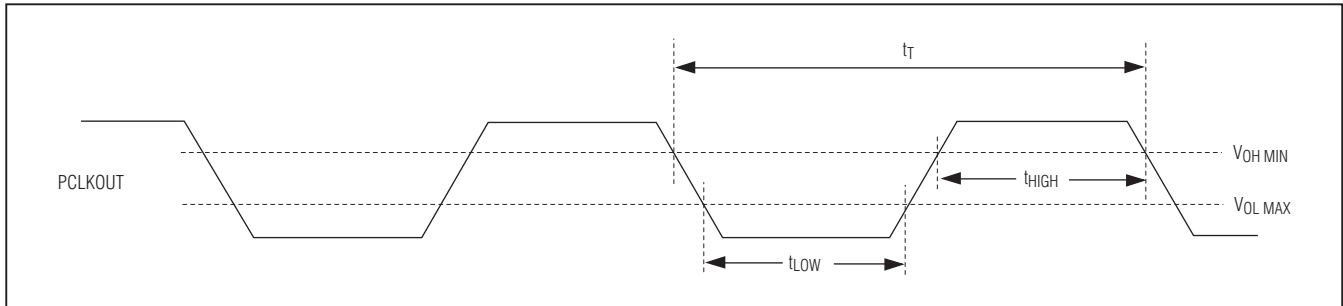 tT
VOH MIN
PCLKOUT
tHIGH
VOL MAX
tLOW